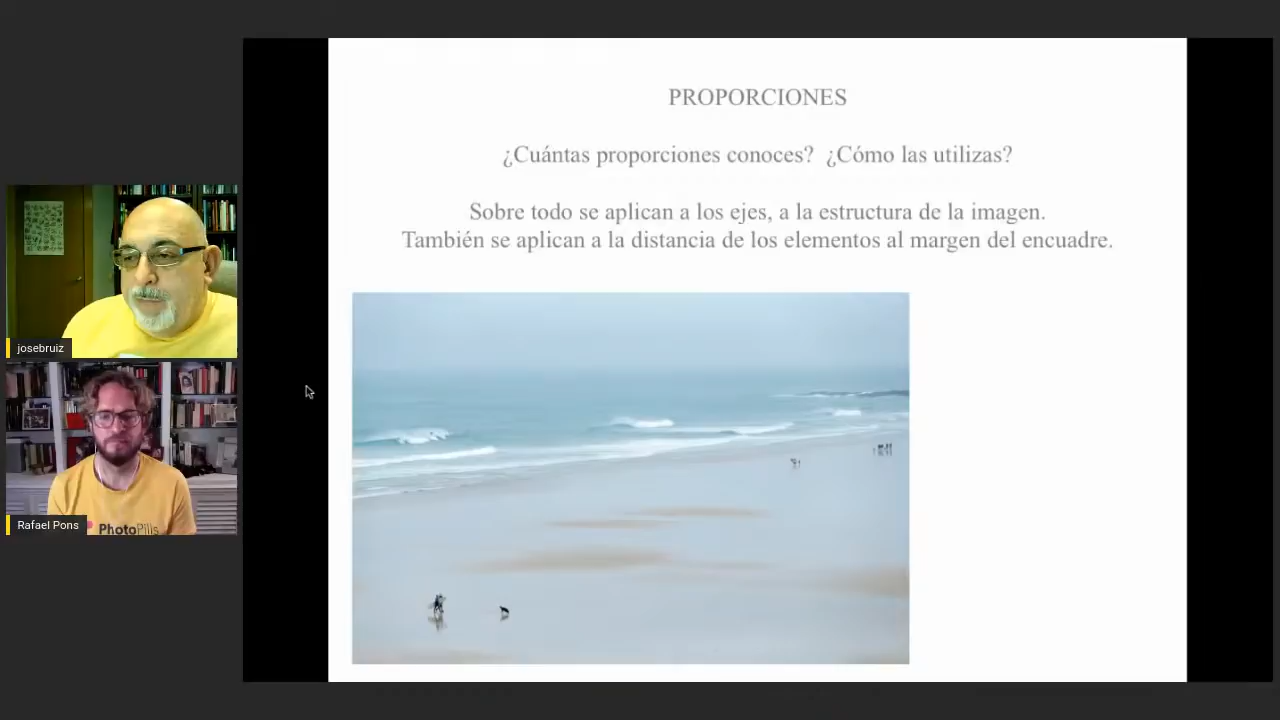 PROPORCIONES
¿Cuántas proporciones conoces? ¿Cómo las utilizas?
Sobre todo se aplican a los ejes, a la estructura de la imagen.
También se aplican a la distancia de los elementos al margen del encuadre.
josebruiz
PhotoPills
Rafael Pons